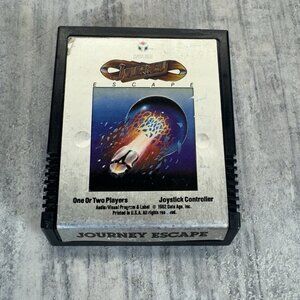 ESCAPE
One or Two Players Joystick Controller
Audio/Visual Program & Label © 1982 Data Age, Inc.
Printed in U.S.A. All rights
JOURNEY ESCAPE